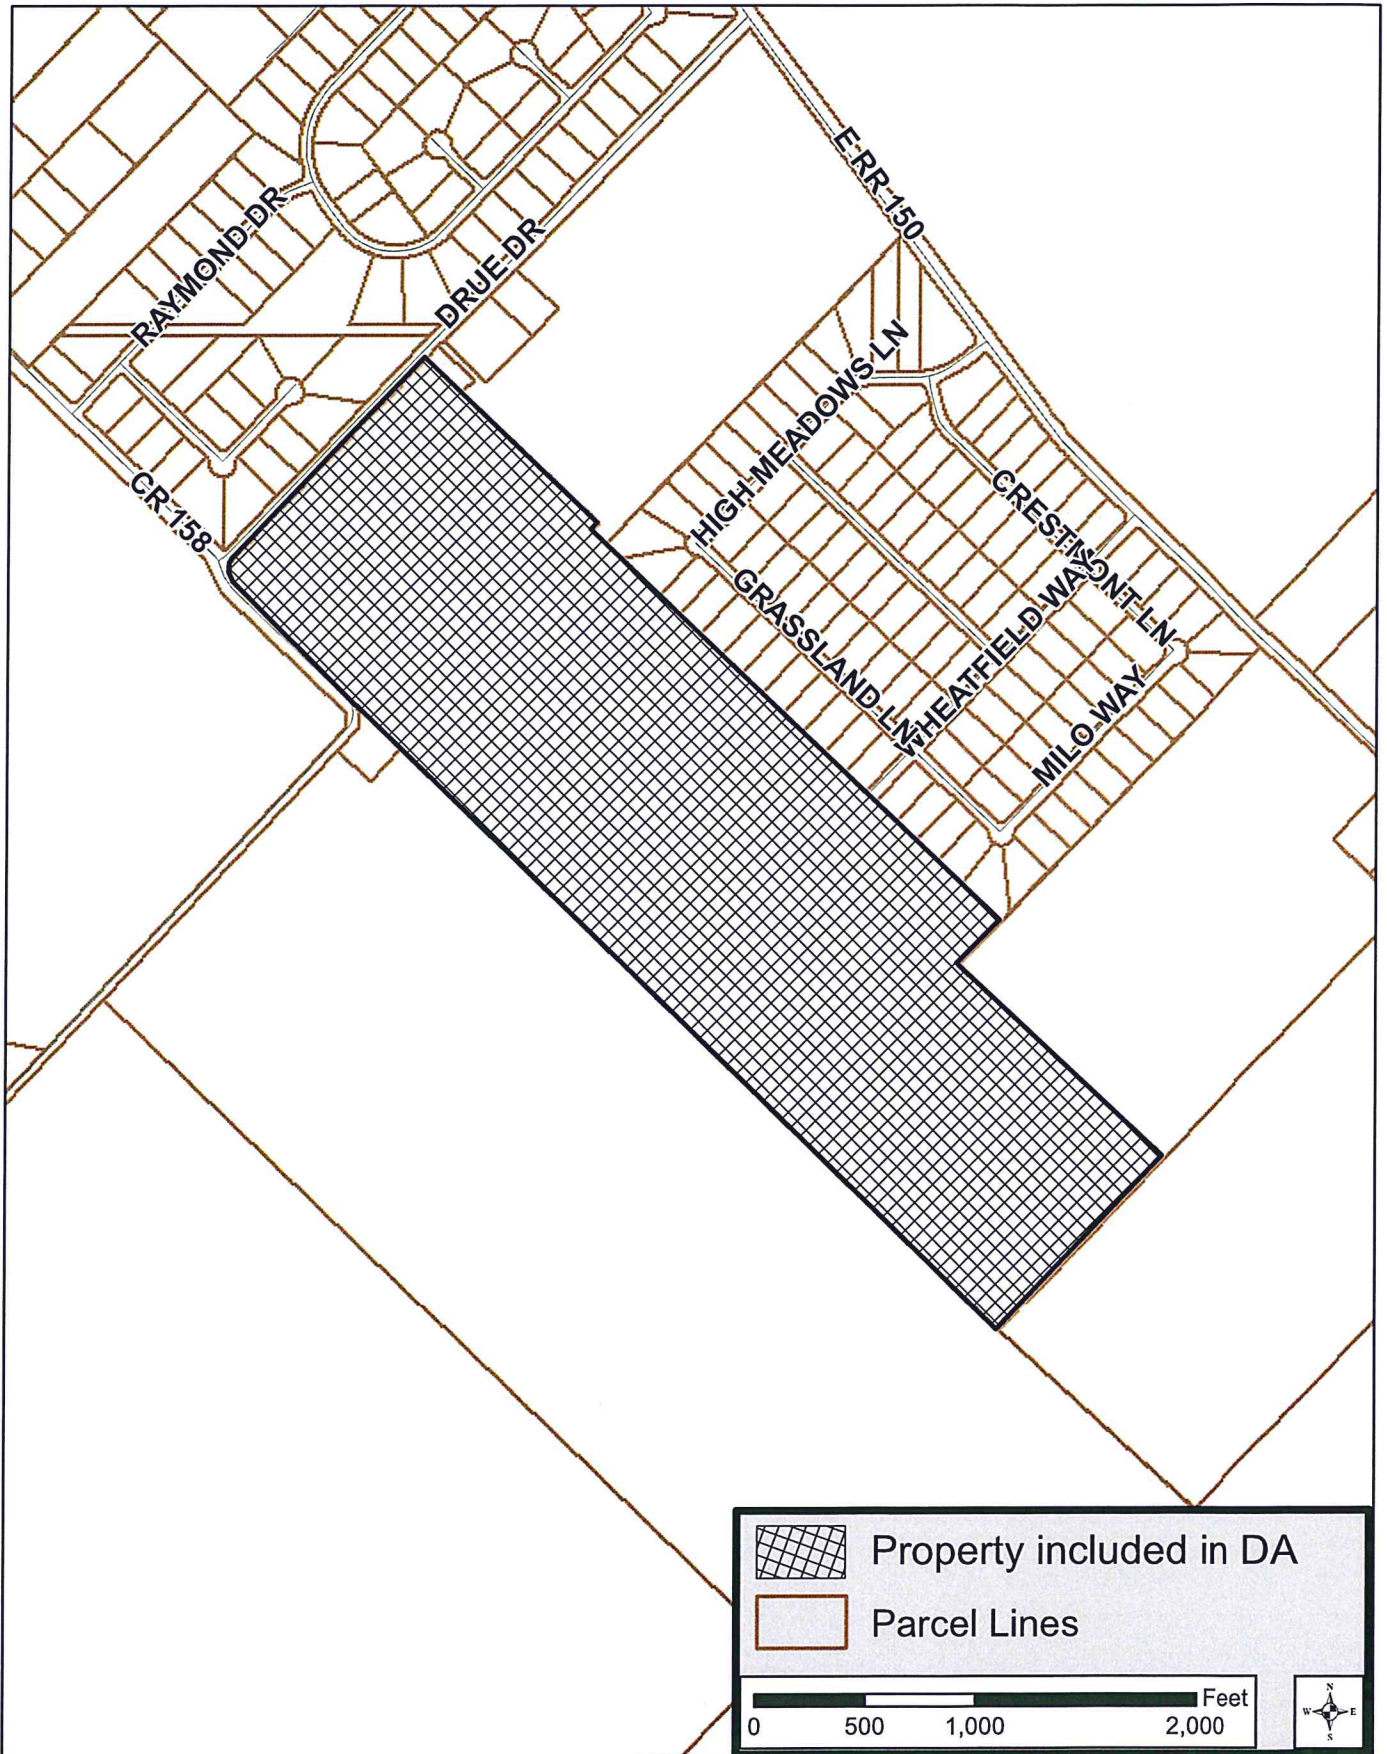 E RR 150
RAYMOND DR
DRUE DR
HIGH MEADOWS LN
CR 158
CRESTMONT LN
GRASSLAND LN
WHEATFIELD WAY
MILO WAY
Property included in DA
Parcel Lines
Feet
0 500 1,000 2,000
N
W E
S